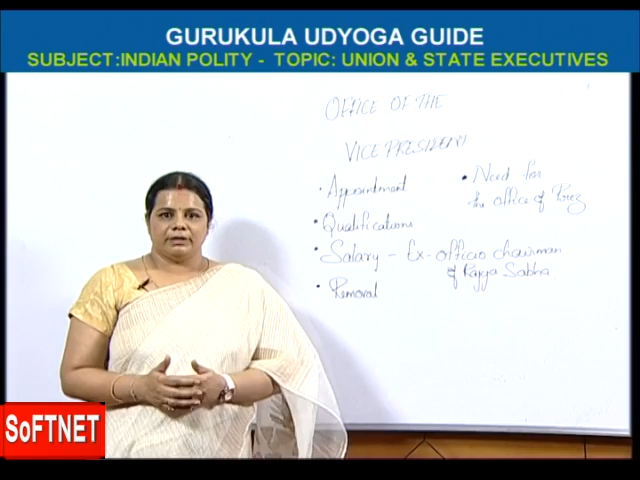 GURUKULA UDYOGA GUIDE
SUBJECT:INDIAN POLITY - TOPIC: UNION & STATE EXECUTIVES
OFFICE OF THE
VICE PRESIDENT
• Appointment
• Qualifications
• Salary - Ex-officio chairman
of Rajya Sabha
• Removal
• Need for
the office of Prez
SoFTNET